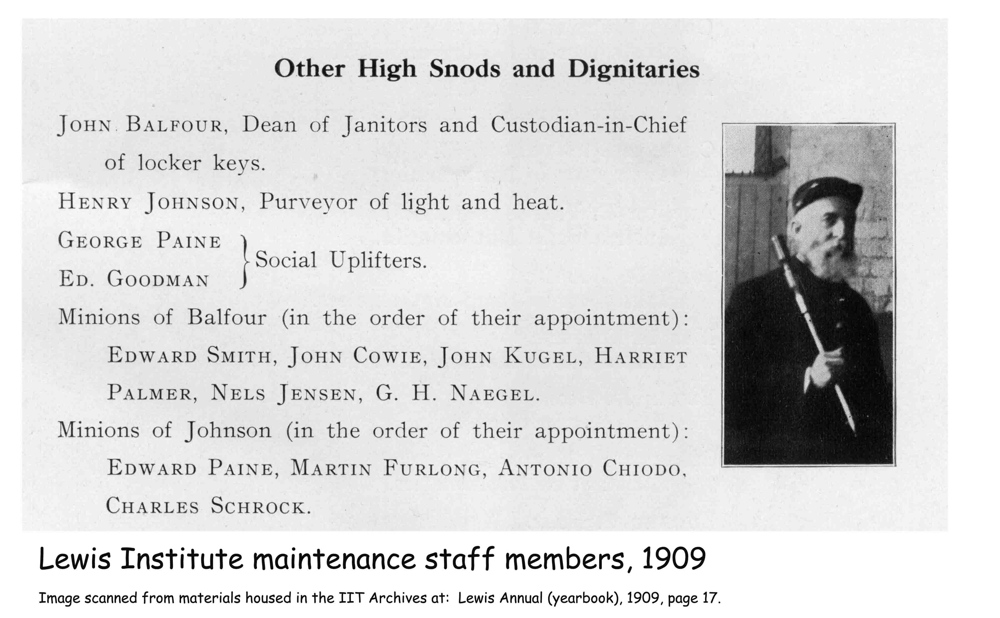 Other High Snods and Dignitaries
JOHN BALFOUR, Dean of Janitors and Custodian-in-Chief
of locker keys.
HENRY JOHNSON, Purveyor of light and heat.
GEORGE PAINE
ED. GOODMAN
} Social Uplifters.
Minions of Balfour (in the order of their appointment):
EDWARD SMITH, JOHN COWIE, JOHN KUGEL, HARRIET
PALMER, NELS JENSEN, G. H. NAEGEL.
Minions of Johnson (in the order of their appointment):
EDWARD PAINE, MARTIN FURLONG, ANTONIO CHIODO,
CHARLES SCHROCK.
Lewis Institute maintenance staff members, 1909
Image scanned from materials housed in the IIT Archives at: Lewis Annual (yearbook), 1909, page 17.